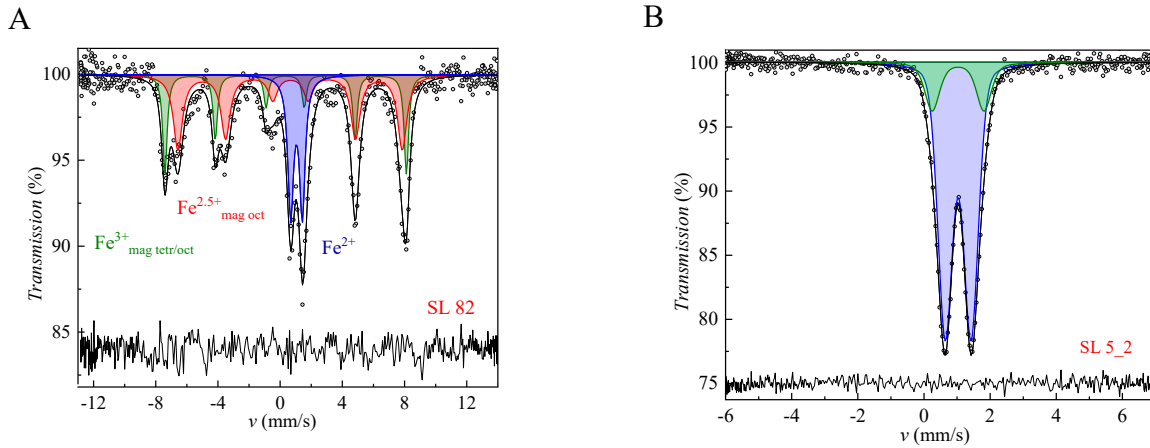 A
B
100
95
90
85
Transmission (%)
Fe2.5+ mag oct
Fe3+ mag tetr/oct
Fe2+
SL 82
-12 -8 -4 0 4 8 12
v (mm/s)
100
95
90
85
80
75
Transmission (%)
SL 5_2
-6 -4 -2 0 2 4 6
v (mm/s)